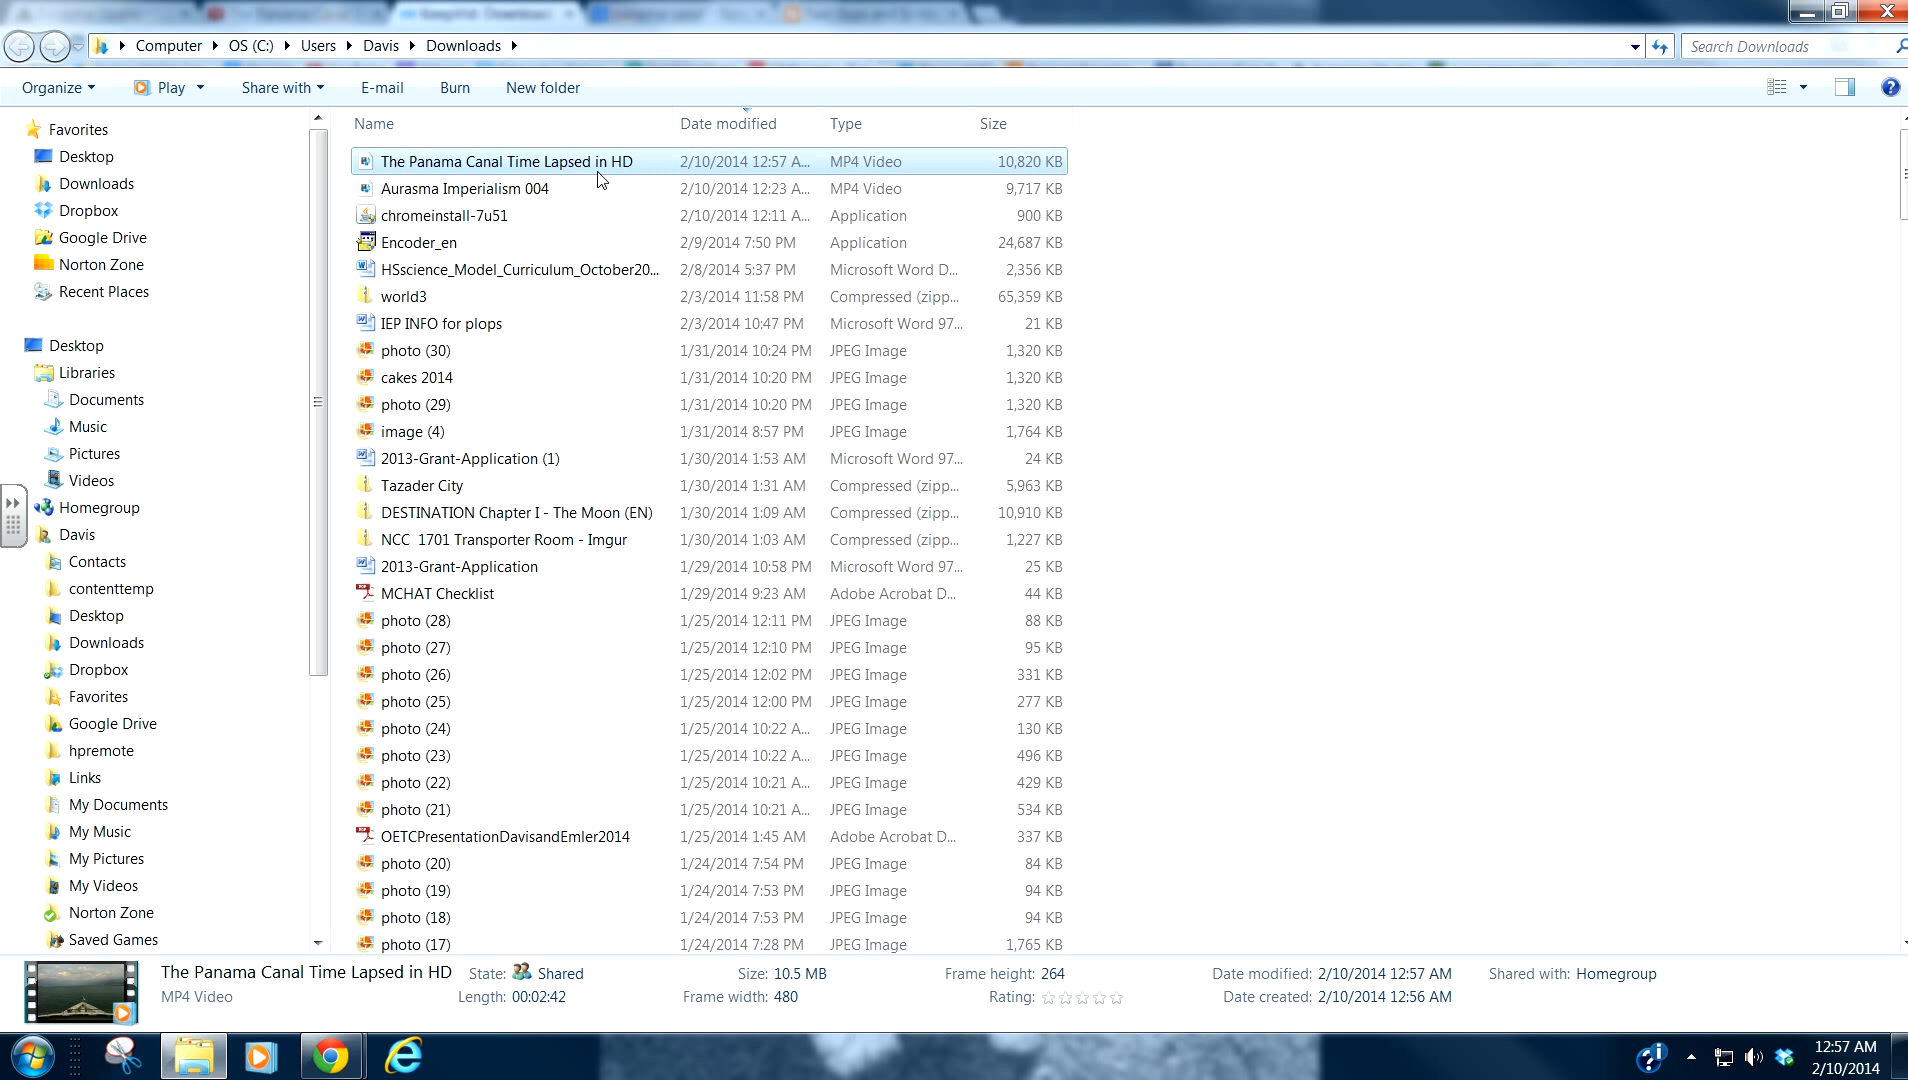 Computer OS (C:) Users Davis Downloads Search Downloads
Organize Play Share with E-mail Burn New folder
Favorites
Desktop
Downloads
Dropbox
Google Drive
Norton Zone
Recent Places
Desktop
Libraries
Documents
Music
Pictures
Videos
Homegroup
Davis
Contacts
contenttemp
Desktop
Downloads
Dropbox
Favorites
Google Drive
hpremote
Links
My Documents
My Music
My Pictures
My Videos
Norton Zone
Saved Games
Name Date modified Type Size
The Panama Canal Time Lapsed in HD 2/10/2014 12:57 A... MP4 Video 10,820 KB
Aurasma Imperialism 004 2/10/2014 12:23 A... MP4 Video 9,717 KB
chromeinstall-7u51 2/10/2014 12:11 A... Application 900 KB
Encoder_en 2/9/2014 7:50 PM Application 24,687 KB
HSscience_Model_Curriculum_October20... 2/8/2014 5:37 PM Microsoft Word D... 2,356 KB
world3 2/3/2014 11:58 PM Compressed (zipp... 65,359 KB
IEP INFO for plops 2/3/2014 10:47 PM Microsoft Word 97... 21 KB
photo (30) 1/31/2014 10:24 PM JPEG Image 1,320 KB
cakes 2014 1/31/2014 10:20 PM JPEG Image 1,320 KB
photo (29) 1/31/2014 10:20 PM JPEG Image 1,320 KB
image (4) 1/31/2014 8:57 PM JPEG Image 1,764 KB
2013-Grant-Application (1) 1/30/2014 1:53 AM Microsoft Word 97... 24 KB
Tazader City 1/30/2014 1:31 AM Compressed (zipp... 5,963 KB
DESTINATION Chapter I - The Moon (EN) 1/30/2014 1:09 AM Compressed (zipp... 10,910 KB
NCC 1701 Transporter Room - Imgur 1/30/2014 1:03 AM Compressed (zipp... 1,227 KB
2013-Grant-Application 1/29/2014 10:58 PM Microsoft Word 97... 25 KB
MCHAT Checklist 1/29/2014 9:23 AM Adobe Acrobat D... 44 KB
photo (28) 1/25/2014 12:11 PM JPEG Image 88 KB
photo (27) 1/25/2014 12:10 PM JPEG Image 95 KB
photo (26) 1/25/2014 12:02 PM JPEG Image 331 KB
photo (25) 1/25/2014 12:00 PM JPEG Image 277 KB
photo (24) 1/25/2014 10:22 A... JPEG Image 130 KB
photo (23) 1/25/2014 10:22 A... JPEG Image 496 KB
photo (22) 1/25/2014 10:21 A... JPEG Image 429 KB
photo (21) 1/25/2014 10:21 A... JPEG Image 534 KB
OETCPresentationDavisandEmler2014 1/25/2014 1:45 AM Adobe Acrobat D... 337 KB
photo (20) 1/24/2014 7:54 PM JPEG Image 84 KB
photo (19) 1/24/2014 7:53 PM JPEG Image 94 KB
photo (18) 1/24/2014 7:53 PM JPEG Image 94 KB
photo (17) 1/24/2014 7:28 PM JPEG Image 1,765 KB
The Panama Canal Time Lapsed in HD State: Shared Size: 10.5 MB Frame height: 264 Date modified: 2/10/2014 12:57 AM Shared with: Homegroup
MP4 Video Length: 00:02:42 Frame width: 480 Rating: Date created: 2/10/2014 12:56 AM
12:57 AM
2/10/2014